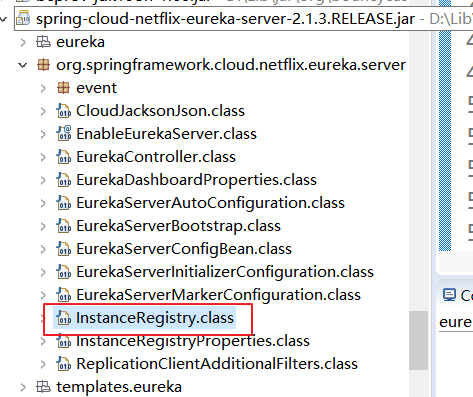 spring-cloud-netflix-eureka-server-2.1.3.RELEASE.jar - D:\Lib
eureka
org.springframework.cloud.netflix.eureka.server
event
CloudJacksonJson.class
EnableEurekaServer.class
EurekaController.class
EurekaDashboardProperties.class
EurekaServerAutoConfiguration.class
EurekaServerBootstrap.class
EurekaServerConfigBean.class
EurekaServerInitializerConfiguration.class
EurekaServerMarkerConfiguration.class
Co
InstanceRegistry.class
eure
InstanceRegistryProperties.class
ReplicationClientAdditionalFilters.class
templates.eureka